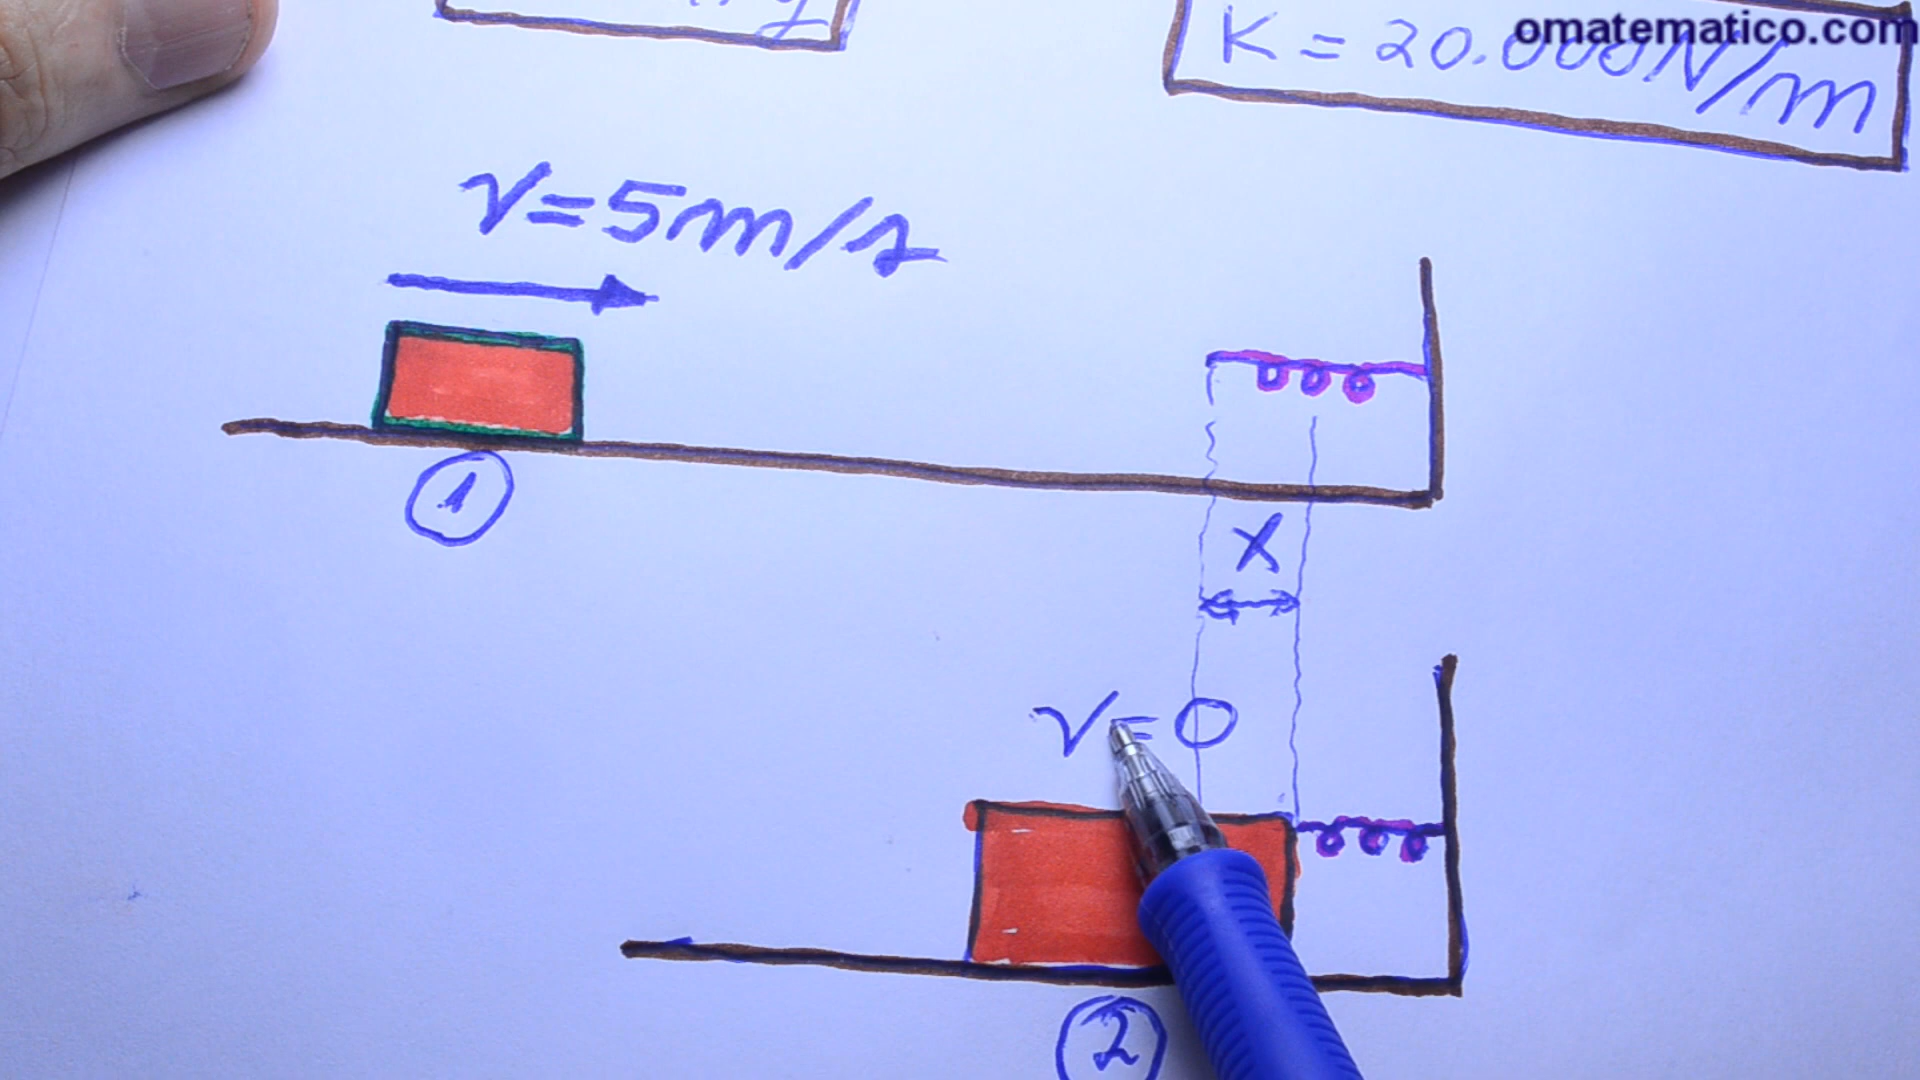 omatematico.com
K = 20.000N/m
V=5m/s
1
X
V=0
2